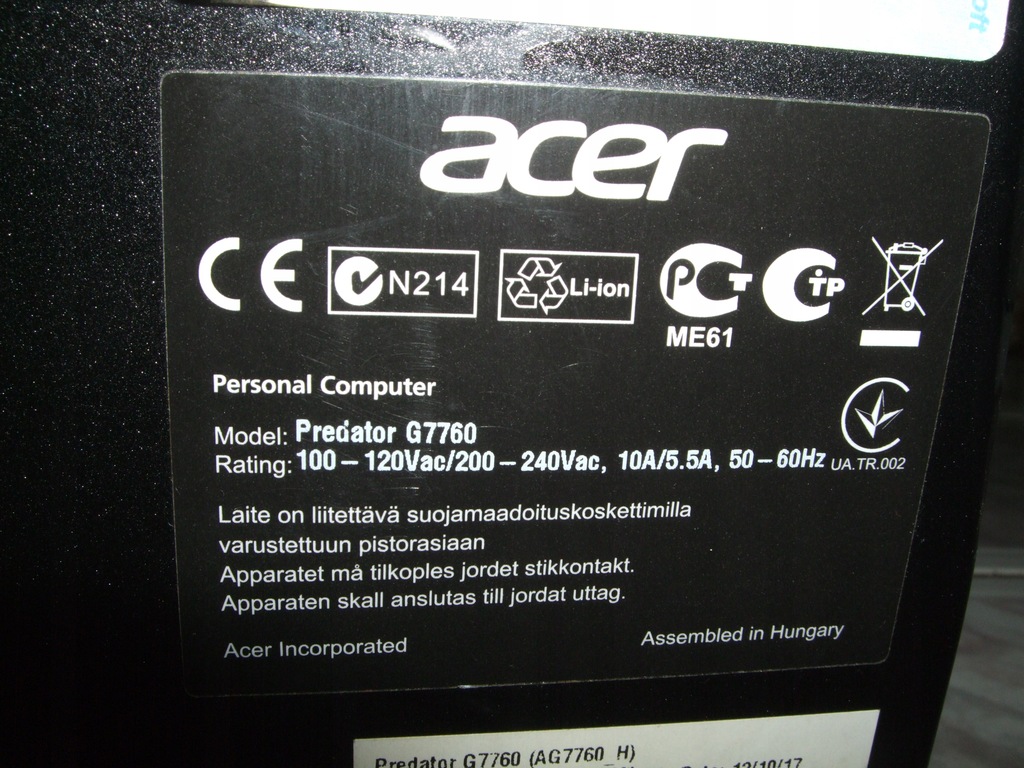 oft
acer
CE N214 Li-ion PCT TP
ME61
Personal Computer
Model: Predator G7760
Rating: 100 – 120Vac/200 – 240Vac, 10A/5.5A, 50 – 60Hz UA.TR.002
Laite on liitettävä suojamaadoituskoskettimilla
varustettuun pistorasiaan
Apparatet må tilkoples jordet stikkontakt.
Apparaten skall anslutas till jordat uttag.
Acer Incorporated Assembled in Hungary
Predator G7760 (AG7760_H)